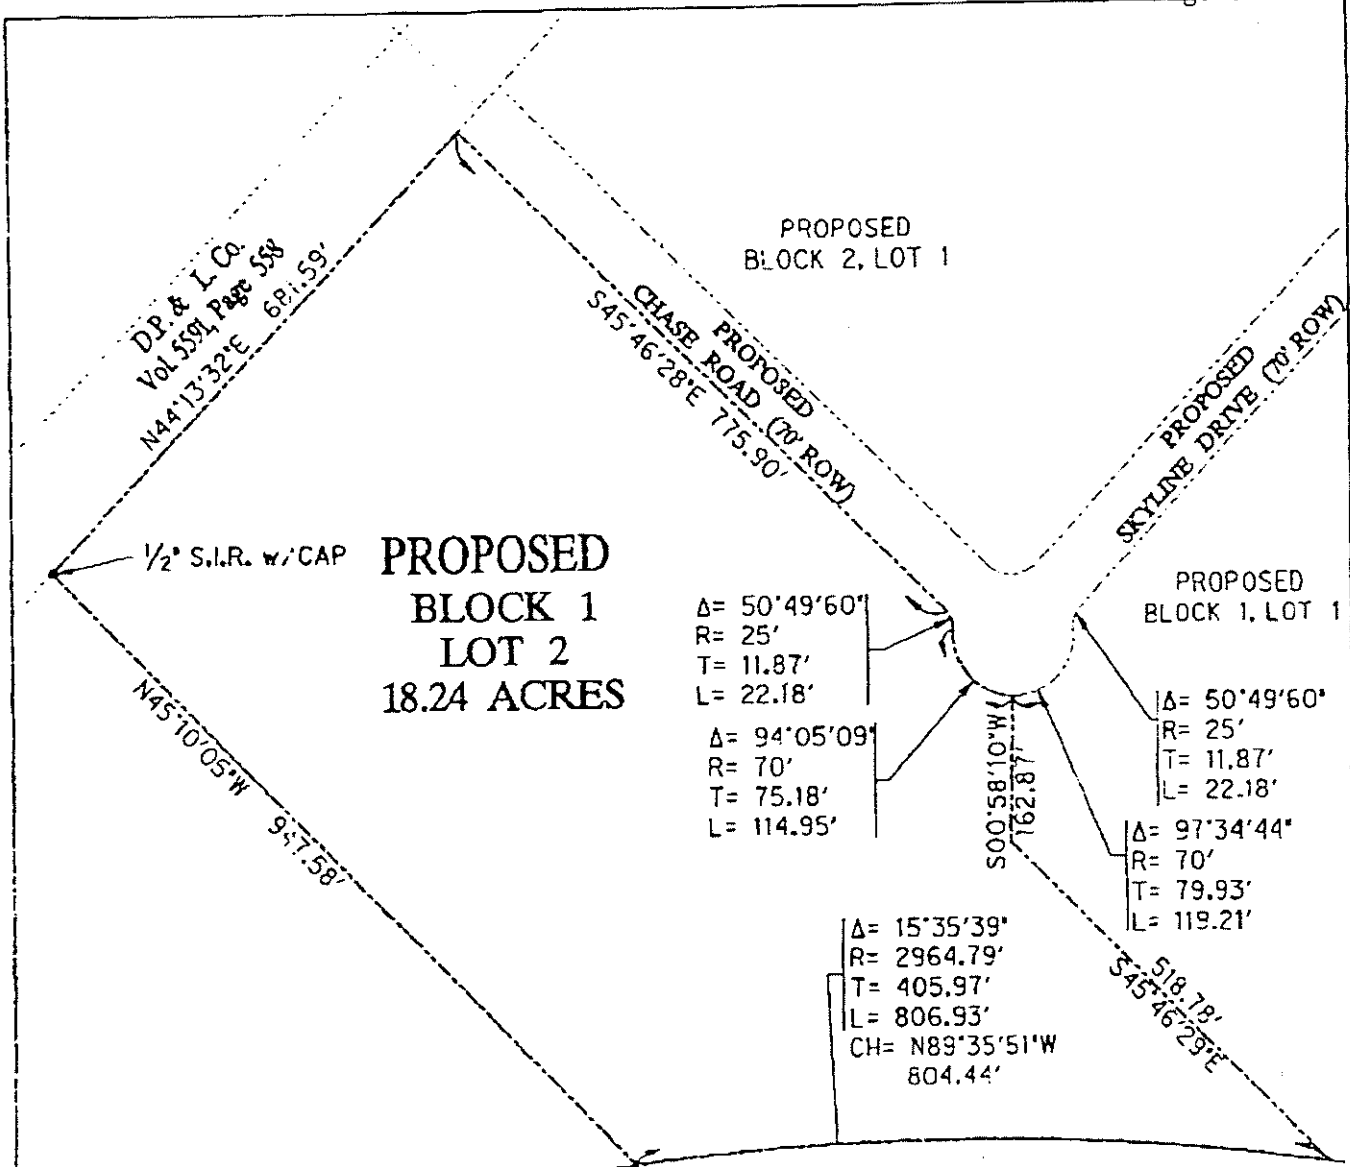 PROPOSED
BLOCK 2, LOT 1
D.P. & L. Co.
Vol. 5591, Page 558
N44°13'32"E 681.59'
PROPOSED
CHASE ROAD (70' ROW)
S45°46'28"E 775.90'
PROPOSED
SKYLINE DRIVE (70' ROW)
1/2" S.I.R. w/CAP
PROPOSED
BLOCK 1
LOT 2
18.24 ACRES
PROPOSED
BLOCK 1, LOT 1
Δ= 50°49'60"
R= 25'
T= 11.87'
L= 22.18'
Δ= 94°05'09"
R= 70'
T= 75.18'
L= 114.95'
Δ= 50°49'60"
R= 25'
T= 11.87'
L= 22.18'
S00°58'10"W
162.87'
Δ= 97°34'44"
R= 70'
T= 79.93'
L= 119.21'
N45°10'05"W 947.58'
Δ= 15°35'39"
R= 2964.79'
T= 405.97'
L= 806.93'
CH= N89°35'51"W
804.44'
518.78'
S45°46'29"E